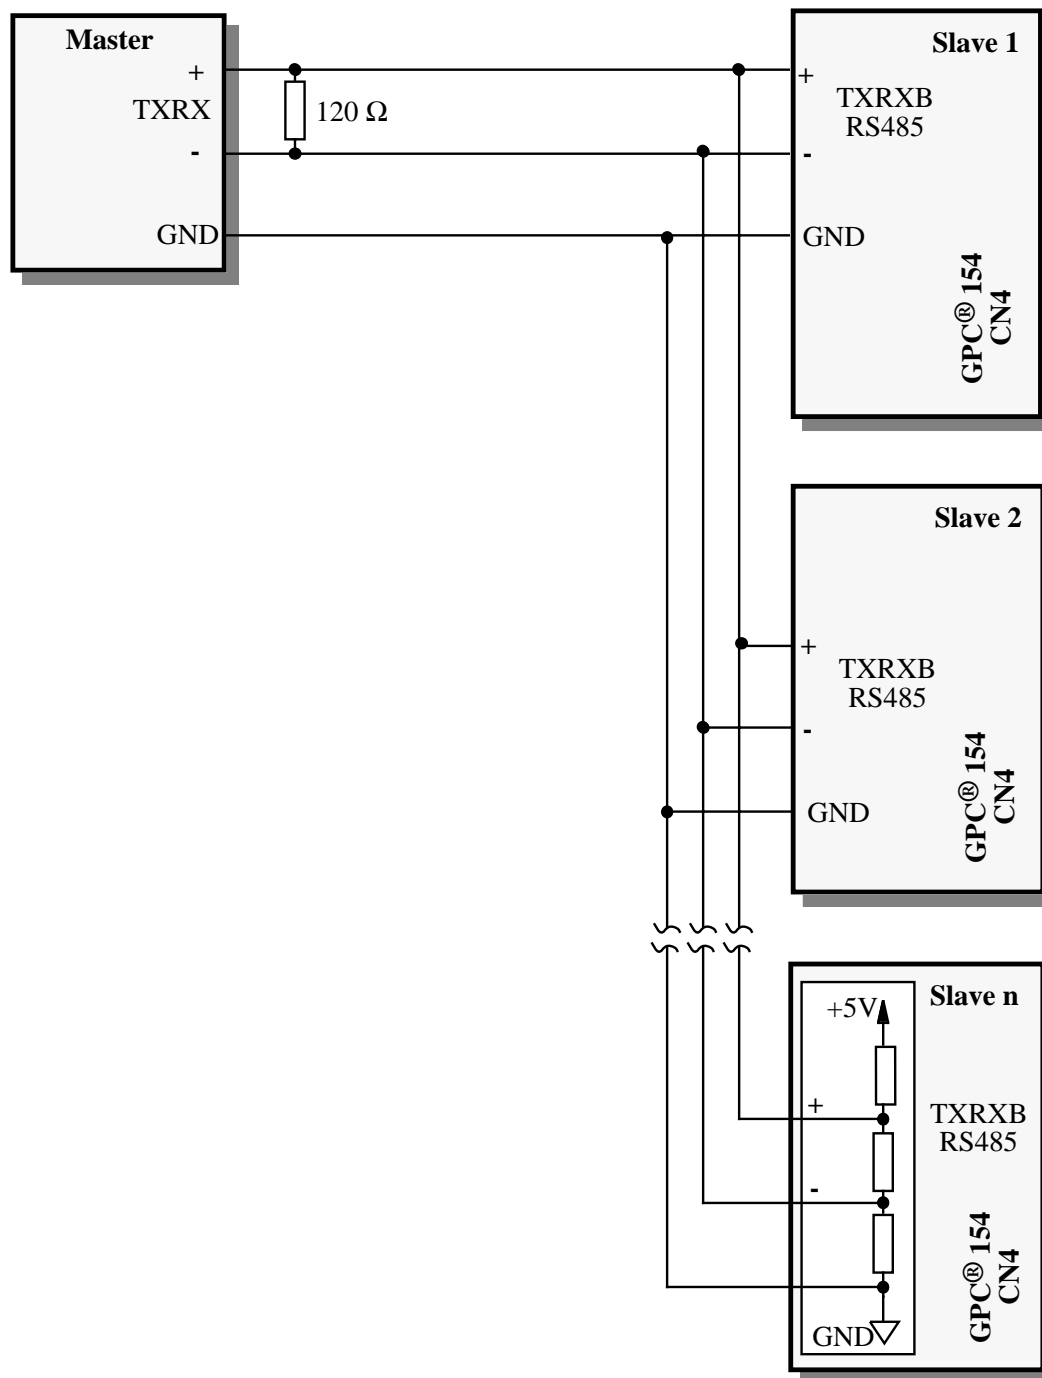 Master
+
TXRX
-
GND
120 Ω
Slave 1
+
TXRXB
RS485
-
GND
GPC® 154
CN4
Slave 2
+
TXRXB
RS485
-
GND
GPC® 154
CN4
Slave n
+5V
+
TXRXB
RS485
-
GND
GPC® 154
CN4